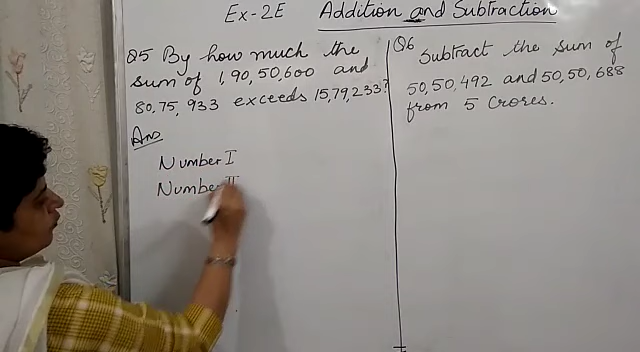 Ex-2E Addition and Subtraction
Q5 By how much the
sum of 1,90,50,600 and
80,75,933 exceeds 15,79,233?
Ans
Number I
Number II
Q6 Subtract the sum of
50,50,492 and 50,50,688
from 5 Crores.